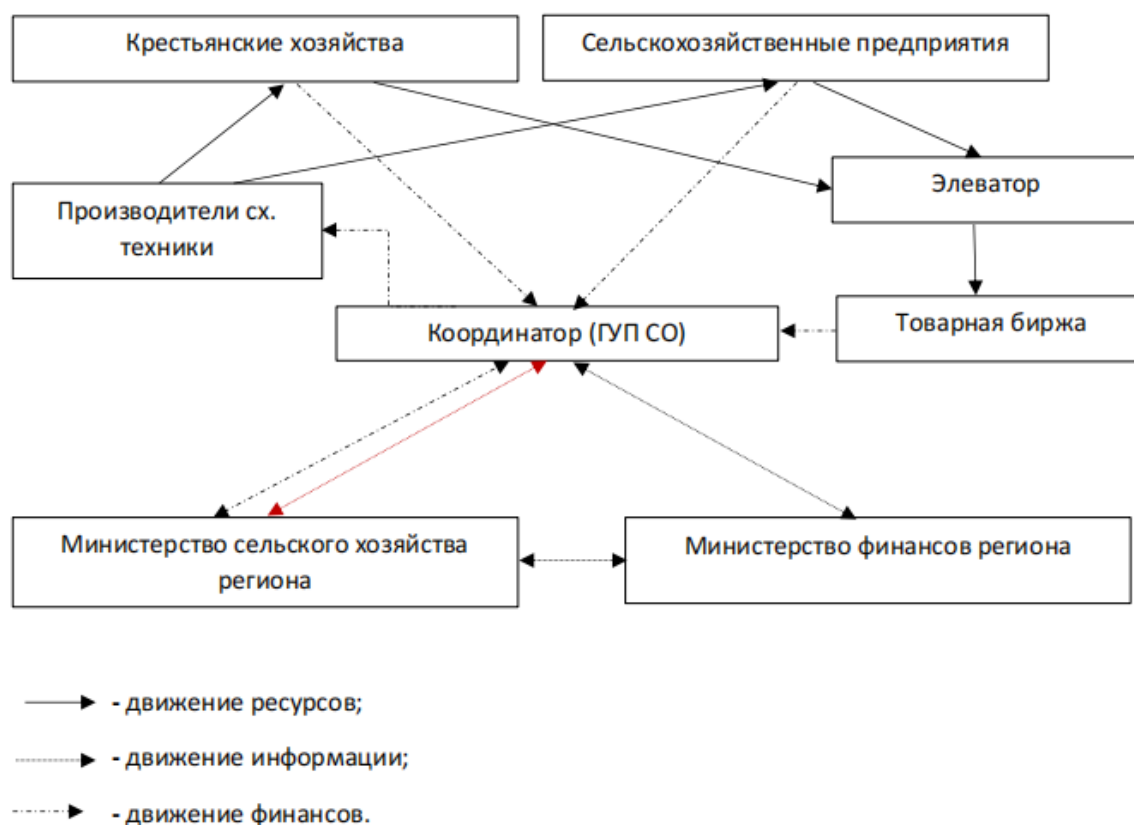 Крестьянские хозяйства
Сельскохозяйственные предприятия
Элеватор
Производители сх.
техники
Товарная биржа
Координатор (ГУП СО)
Министерство сельского хозяйства
региона
Министерство финансов региона
- движение ресурсов;
- движение информации;
- движение финансов.